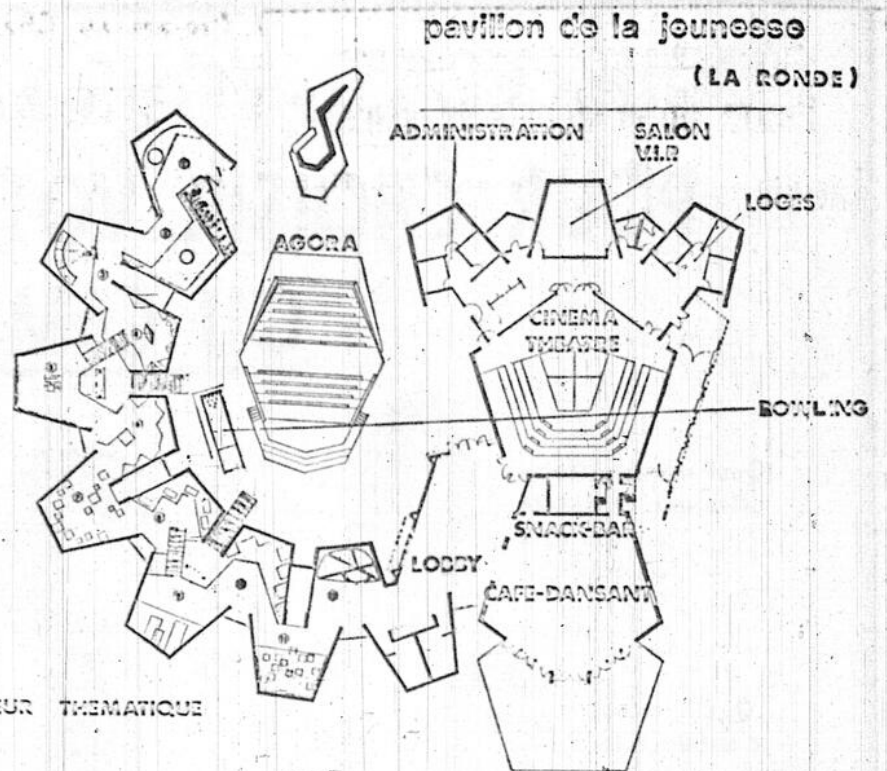 pavillon de la jeunesse
(LA RONDE)
ADMINISTRATION
SALON
V.I.P.
LOGES
AGORA
CINEMA
THEATRE
BOWLING
SNACK-BAR
LOBBY
CAFE-DANSANT
THEMATIQUE